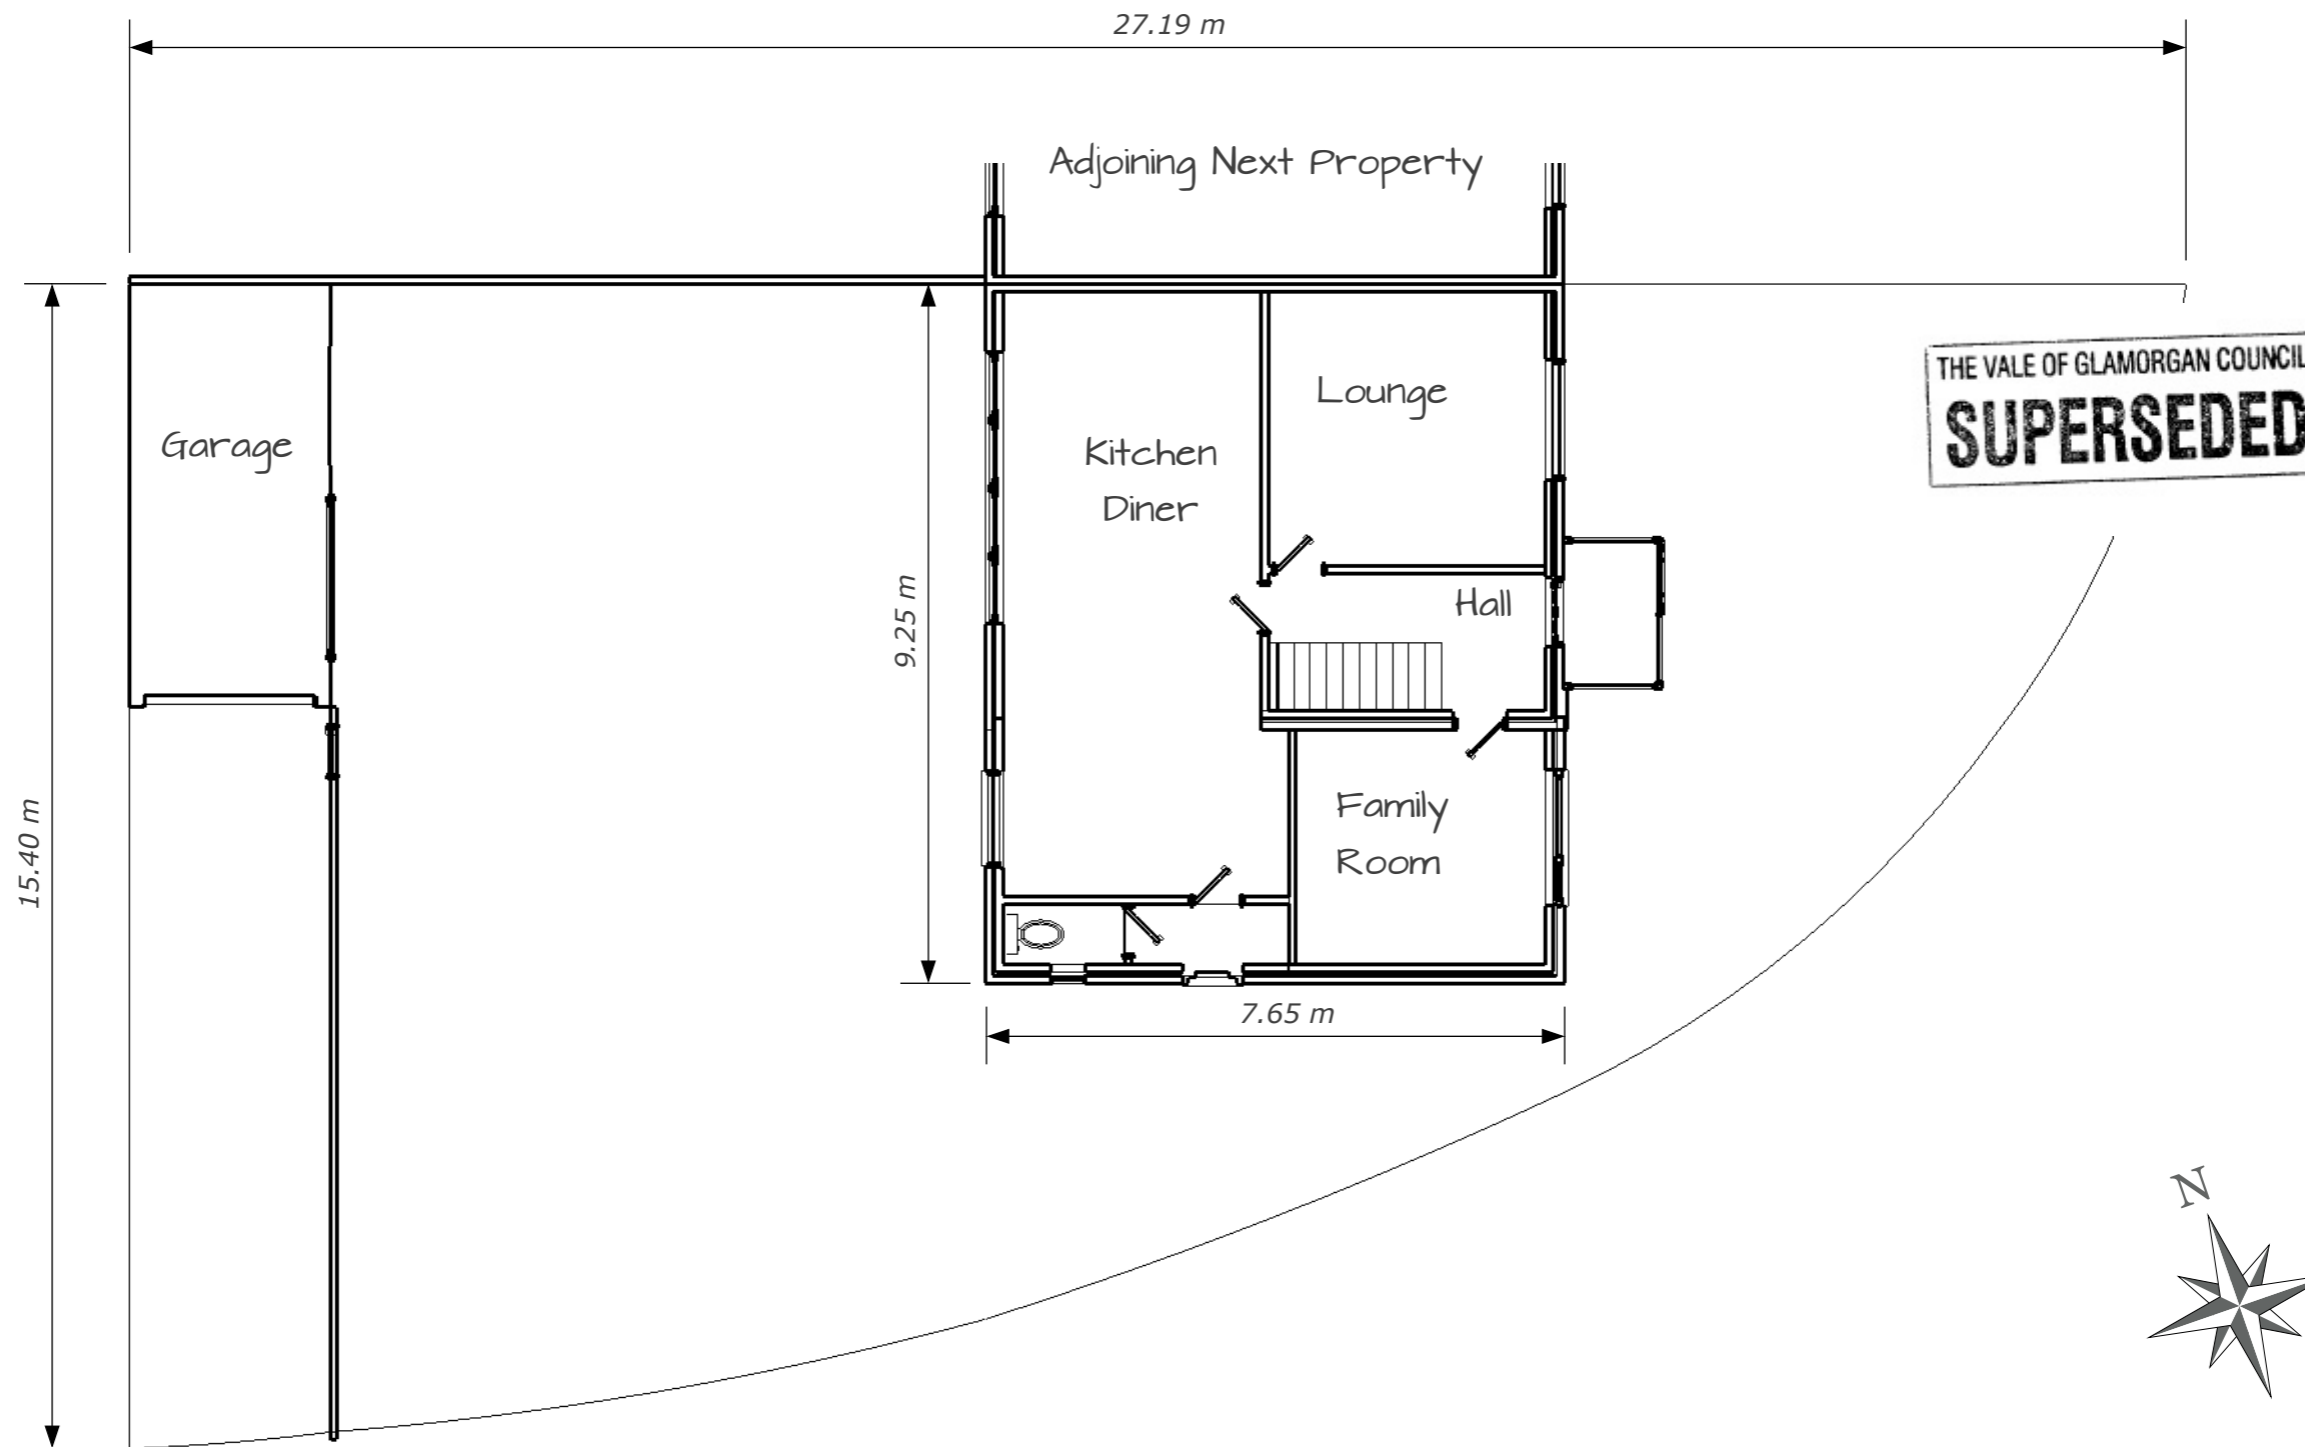 27.19 m
Adjoining Next Property
THE VALE OF GLAMORGAN COUNCIL
SUPERSEDED
Lounge
Garage
Kitchen
Diner
Hall
9.25 m
Family
Room
15.40 m
7.65 m
N